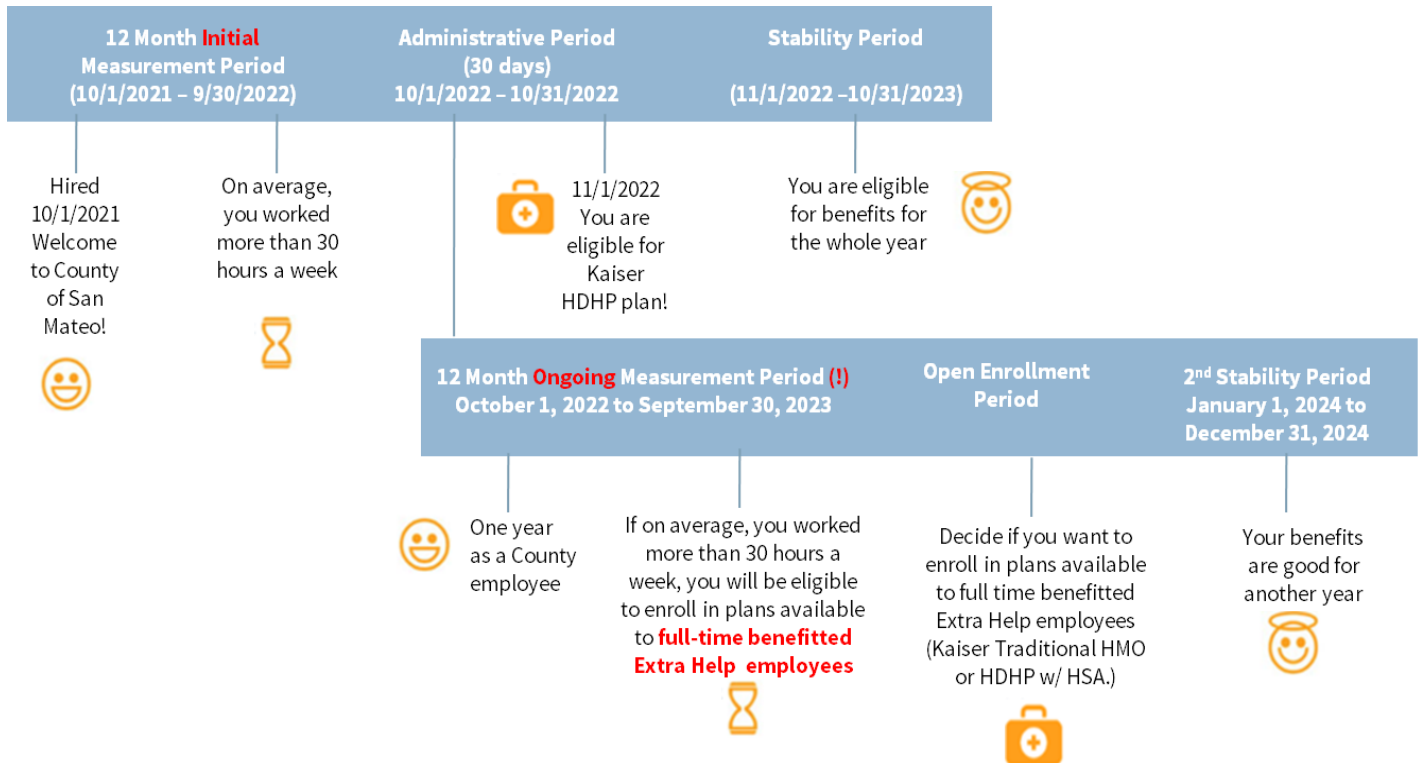 12 Month Initial
Measurement Period
(10/1/2021 – 9/30/2022)
Administrative Period
(30 days)
10/1/2022 – 10/31/2022
Stability Period
(11/1/2022 –10/31/2023)
Hired
10/1/2021
Welcome
to County
of San
Mateo!
On average,
you worked
more than 30
hours a week
11/1/2022
You are
eligible for
Kaiser
HDHP plan!
You are eligible
for benefits for
the whole year
12 Month Ongoing Measurement Period (!)
October 1, 2022 to September 30, 2023
Open Enrollment
Period
2nd Stability Period
January 1, 2024 to
December 31, 2024
One year
as a County
employee
If on average, you worked
more than 30 hours a
week, you will be eligible
to enroll in plans available
to full-time benefitted
Extra Help employees
Decide if you want to
enroll in plans available
to full time benefitted
Extra Help employees
(Kaiser Traditional HMO
or HDHP w/ HSA.)
Your benefits
are good for
another year